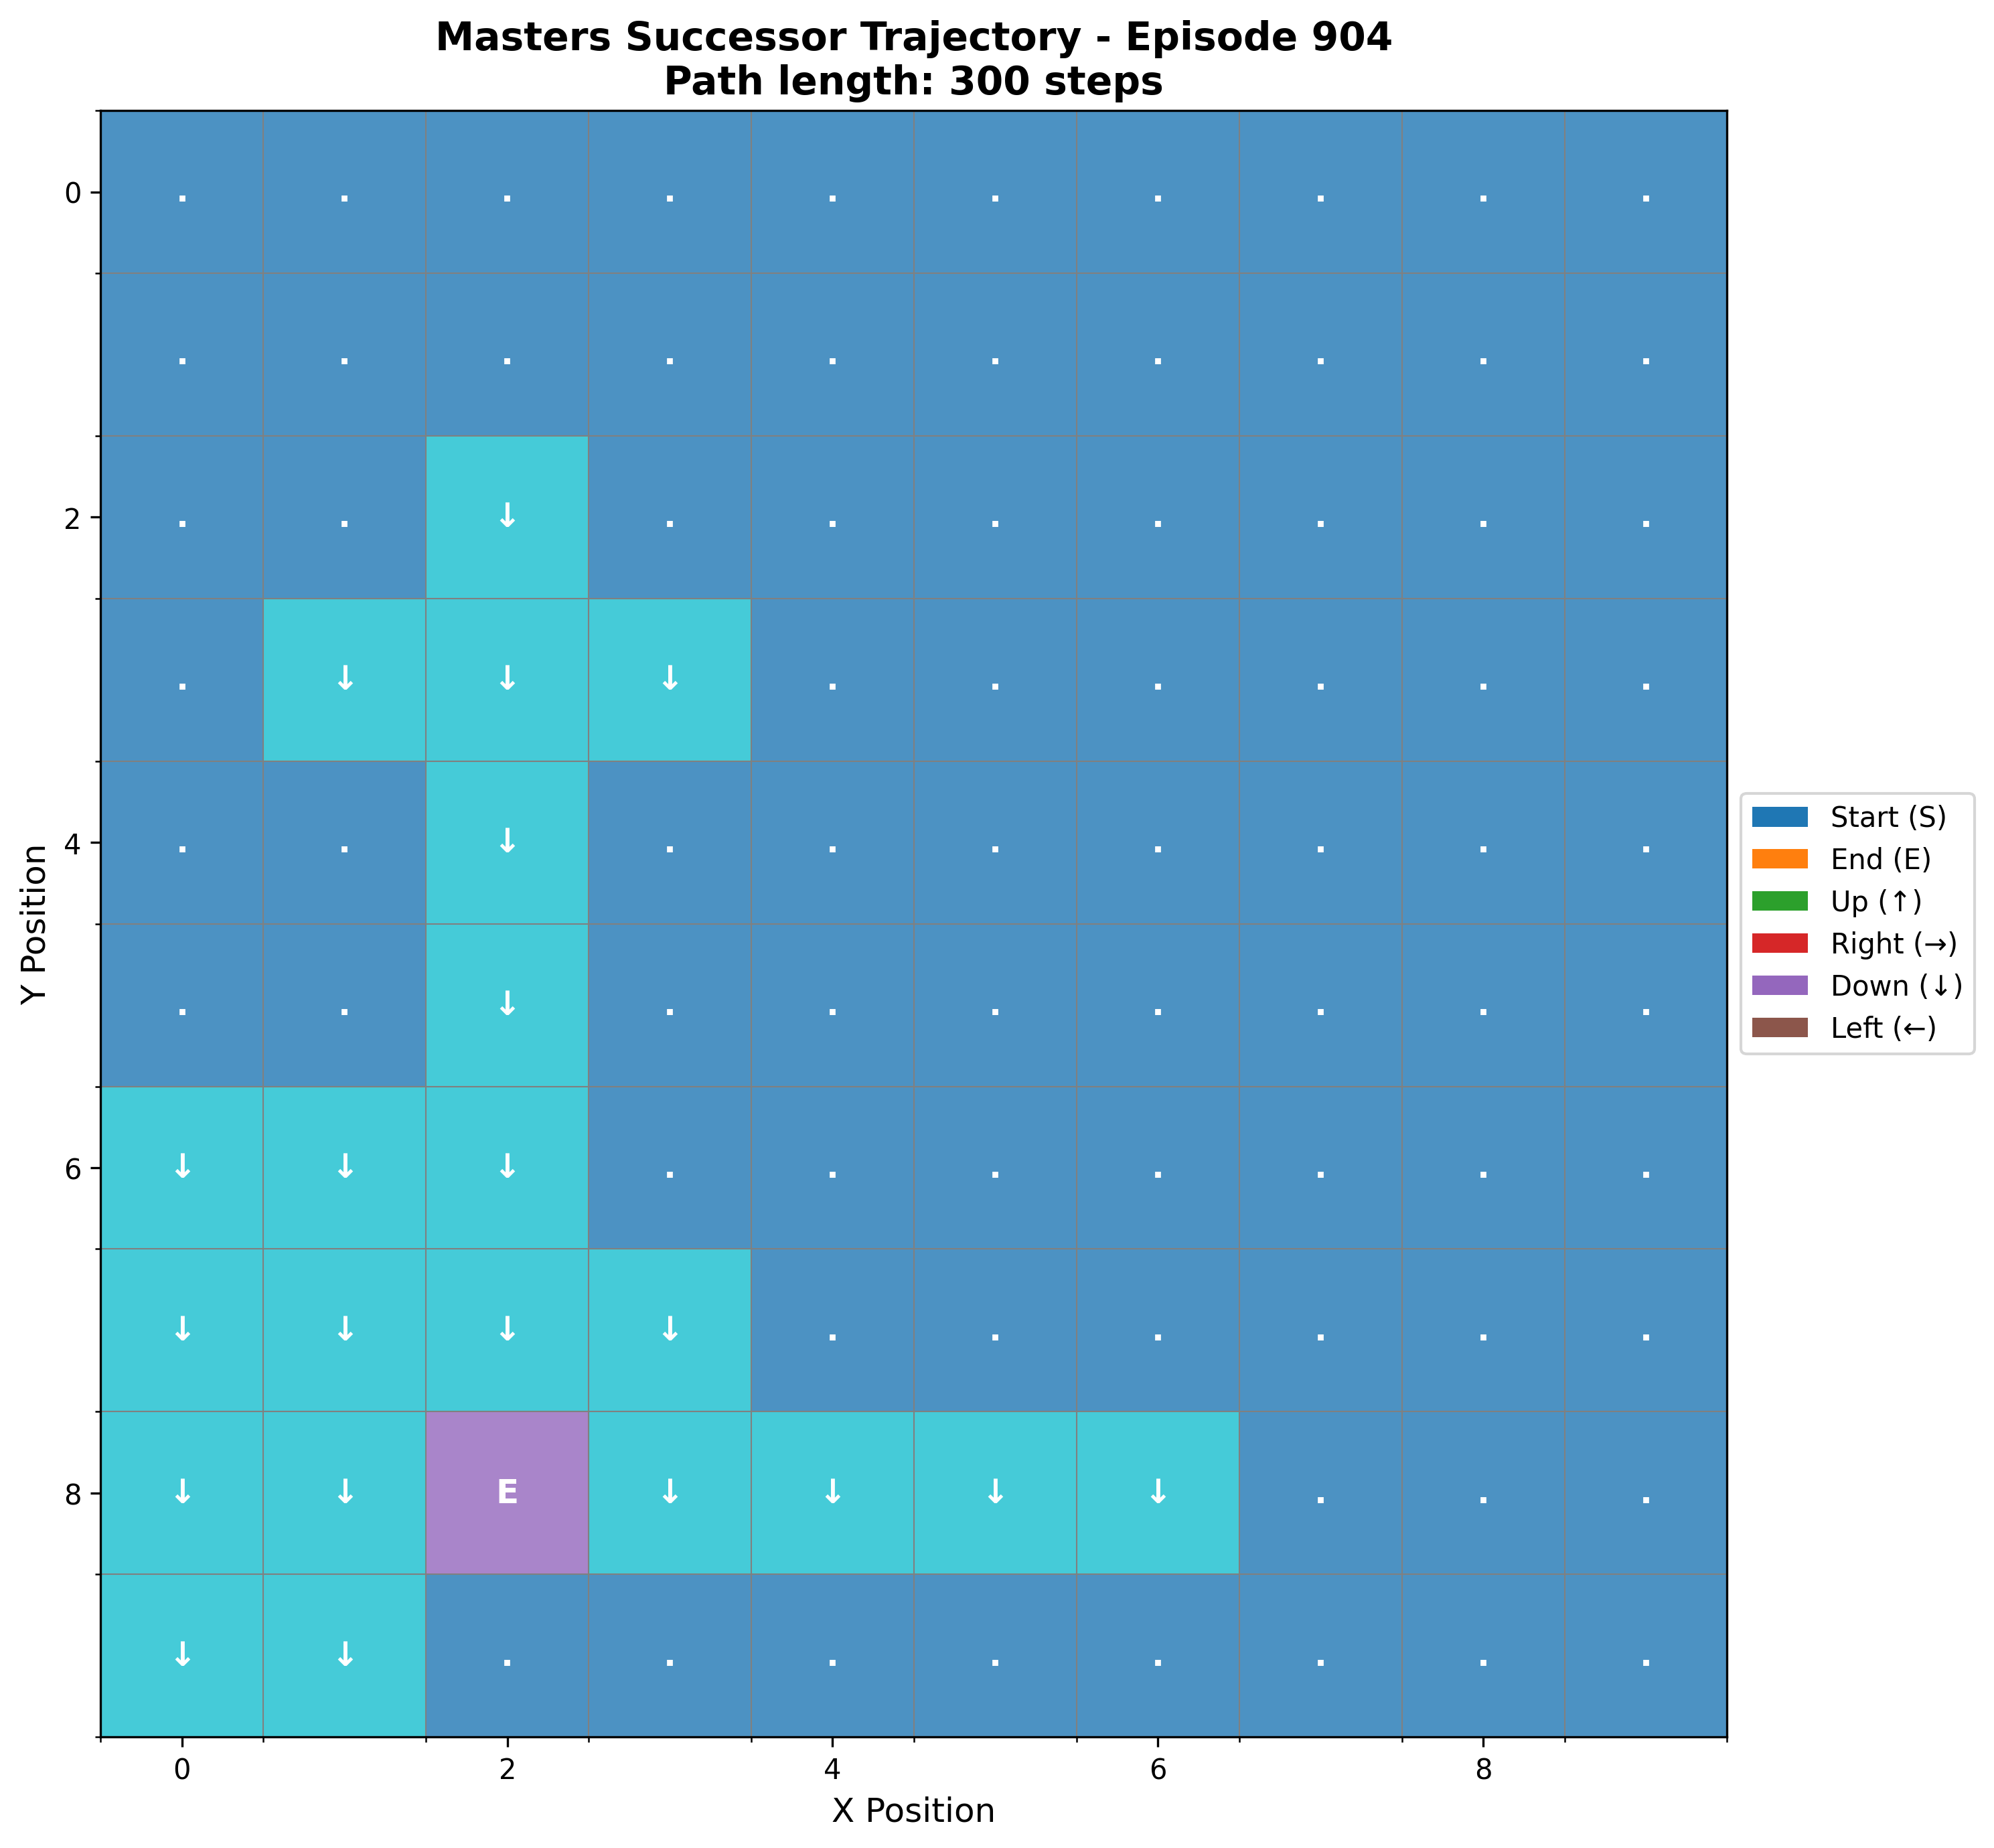 Masters Successor Trajectory - Episode 904
Path length: 300 steps
0 . . . . . . . . . .
. . . . . . . . . .
2 . . ↓ . . . . . . .
. ↓ ↓ ↓ . . . . . .
4 . . ↓ . . . . . . .
. . ↓ . . . . . . .
6 ↓ ↓ ↓ . . . . . . .
↓ ↓ ↓ ↓ . . . . . .
8 ↓ ↓ E ↓ ↓ ↓ ↓ . . .
↓ ↓ . . . . . . . .
0 2 4 6 8
X Position
Y Position
Start (S)
End (E)
Up (↑)
Right (→)
Down (↓)
Left (←)